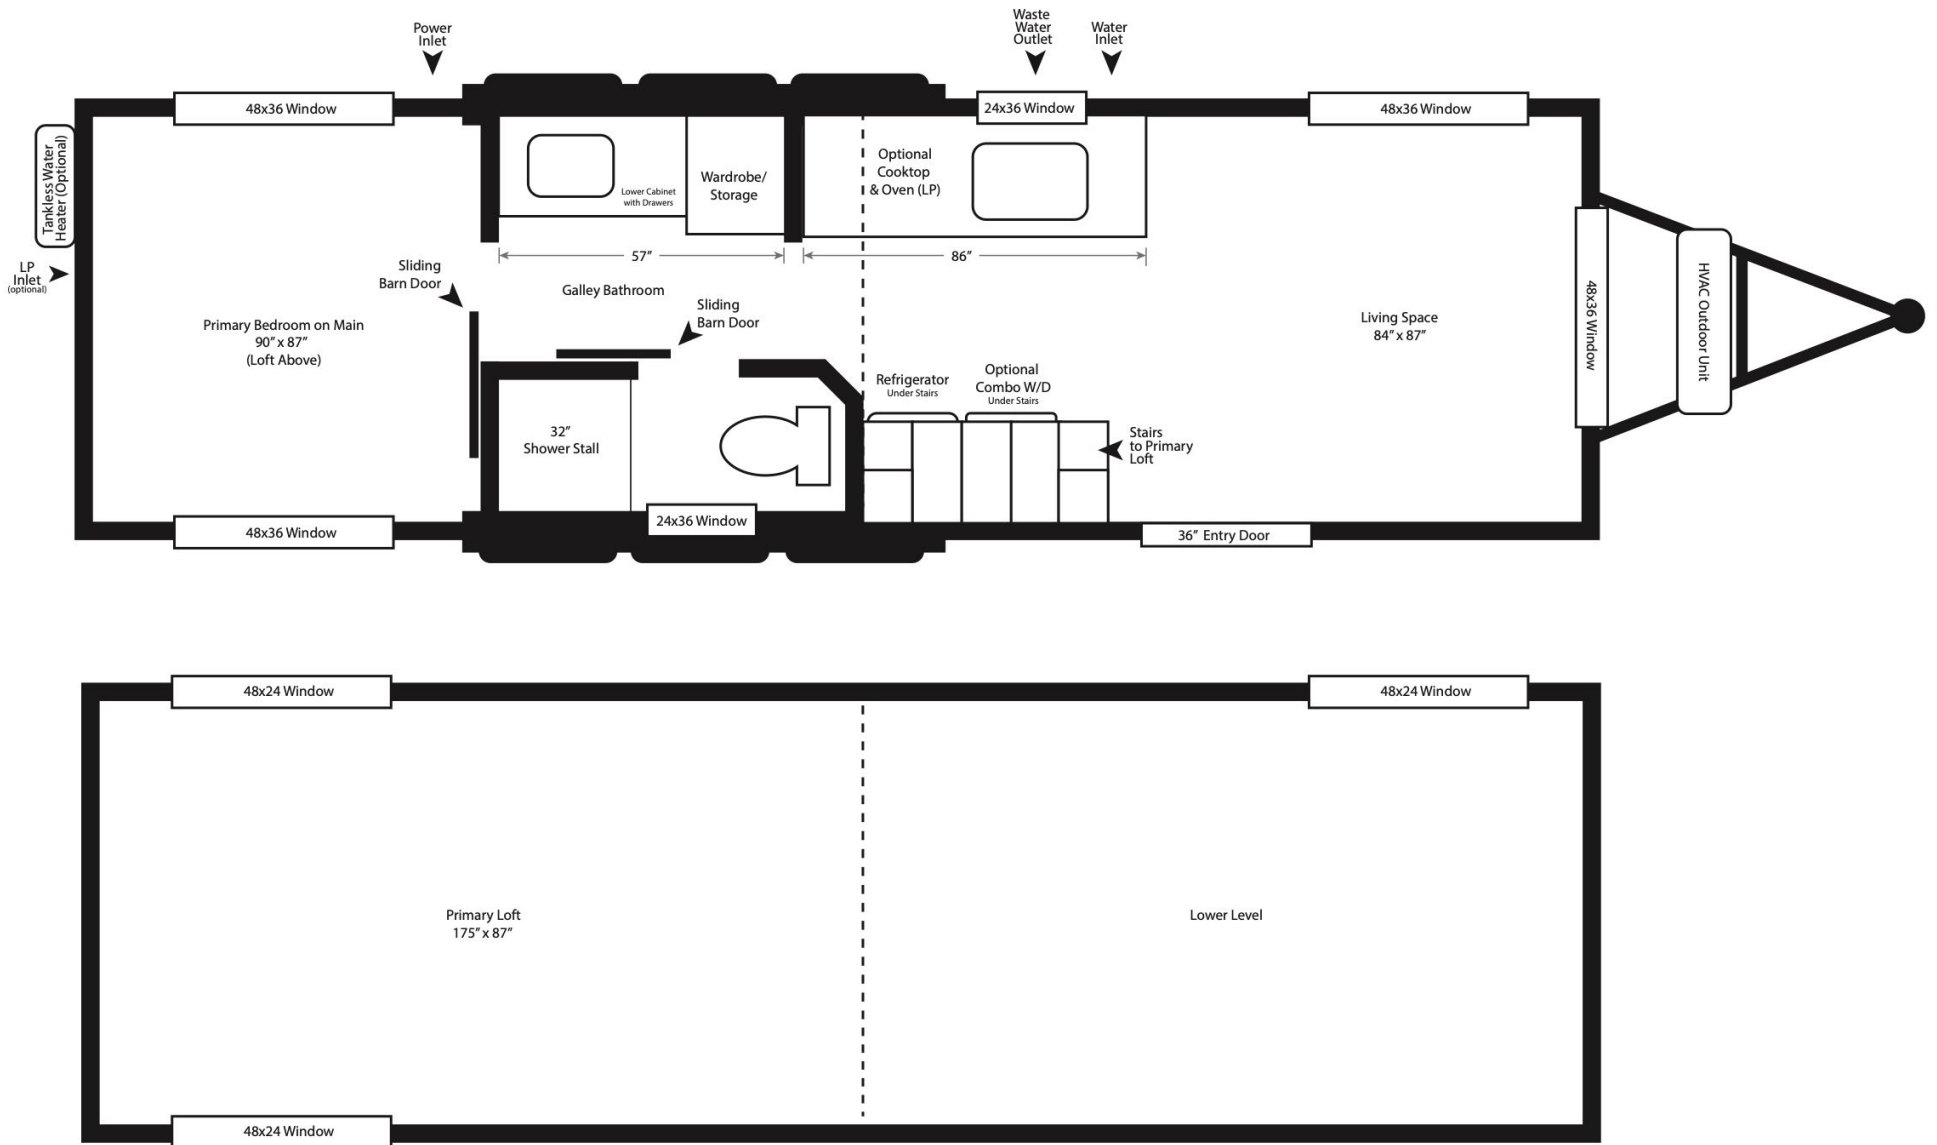 Power
Inlet
Waste
Water
Outlet
Water
Inlet
48x36 Window
24x36 Window
48x36 Window
Tankless Water
Heater (Optional)
LP
Inlet
(optional)
Lower Cabinet
with Drawers
Wardrobe/
Storage
Optional
Cooktop
& Oven (LP)
57”
86”
Sliding
Barn Door
Galley Bathroom
Sliding
Barn Door
Primary Bedroom on Main
90” x 87”
(Loft Above)
Living Space
84” x 87”
48x36 Window
HVAC Outdoor Unit
Refrigerator
Under Stairs
Optional
Combo W/D
Under Stairs
32”
Shower Stall
Stairs
to Primary
Loft
48x36 Window
24x36 Window
36” Entry Door
48x24 Window
48x24 Window
Primary Loft
175” x 87”
Lower Level
48x24 Window